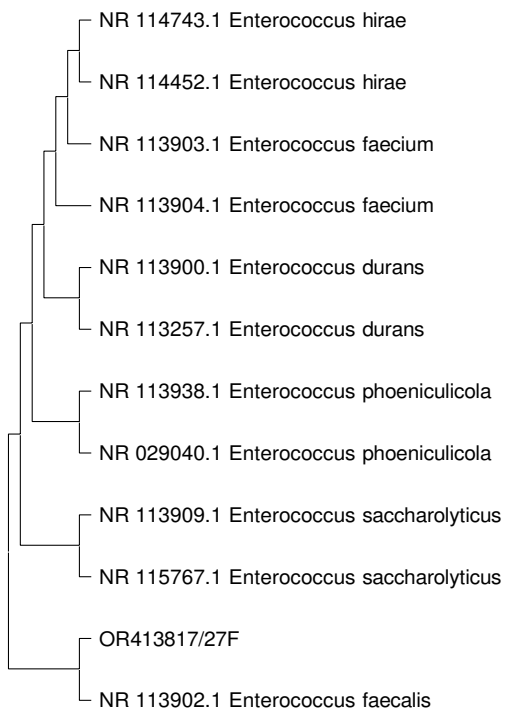 NR 114743.1 Enterococcus hirae
NR 114452.1 Enterococcus hirae
NR 113903.1 Enterococcus faecium
NR 113904.1 Enterococcus faecium
NR 113900.1 Enterococcus durans
NR 113257.1 Enterococcus durans
NR 113938.1 Enterococcus phoeniculicola
NR 029040.1 Enterococcus phoeniculicola
NR 113909.1 Enterococcus saccharolyticus
NR 115767.1 Enterococcus saccharolyticus
OR413817/27F
NR 113902.1 Enterococcus faecalis